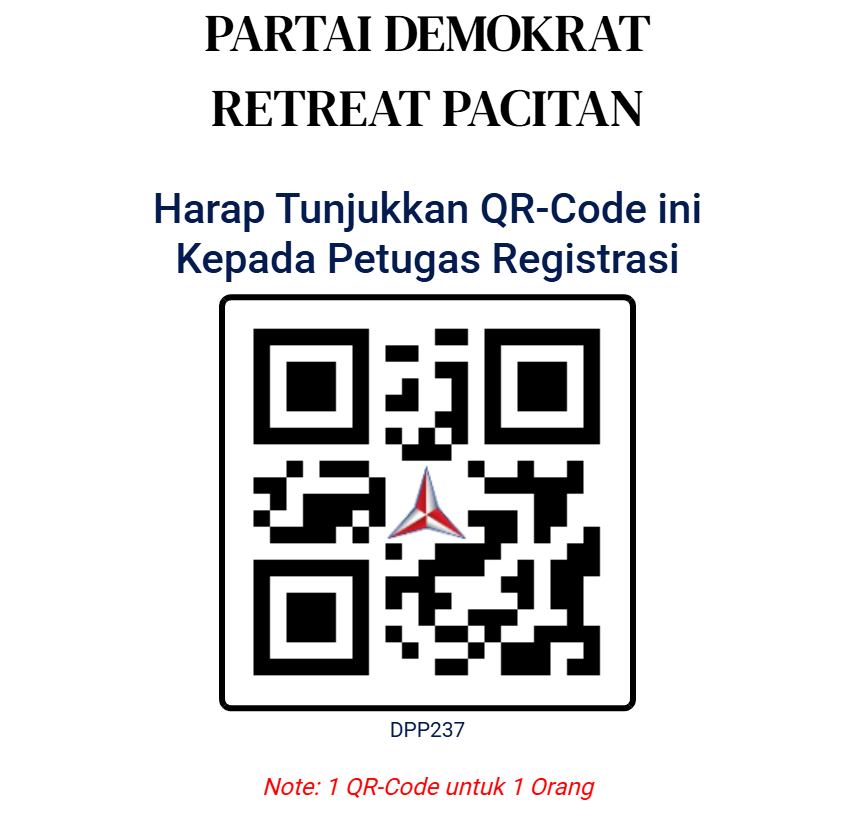 PARTAI DEMOKRAT
RETREAT PACITAN
Harap Tunjukkan QR-Code ini
Kepada Petugas Registrasi
DPP237
Note: 1 QR-Code untuk 1 Orang